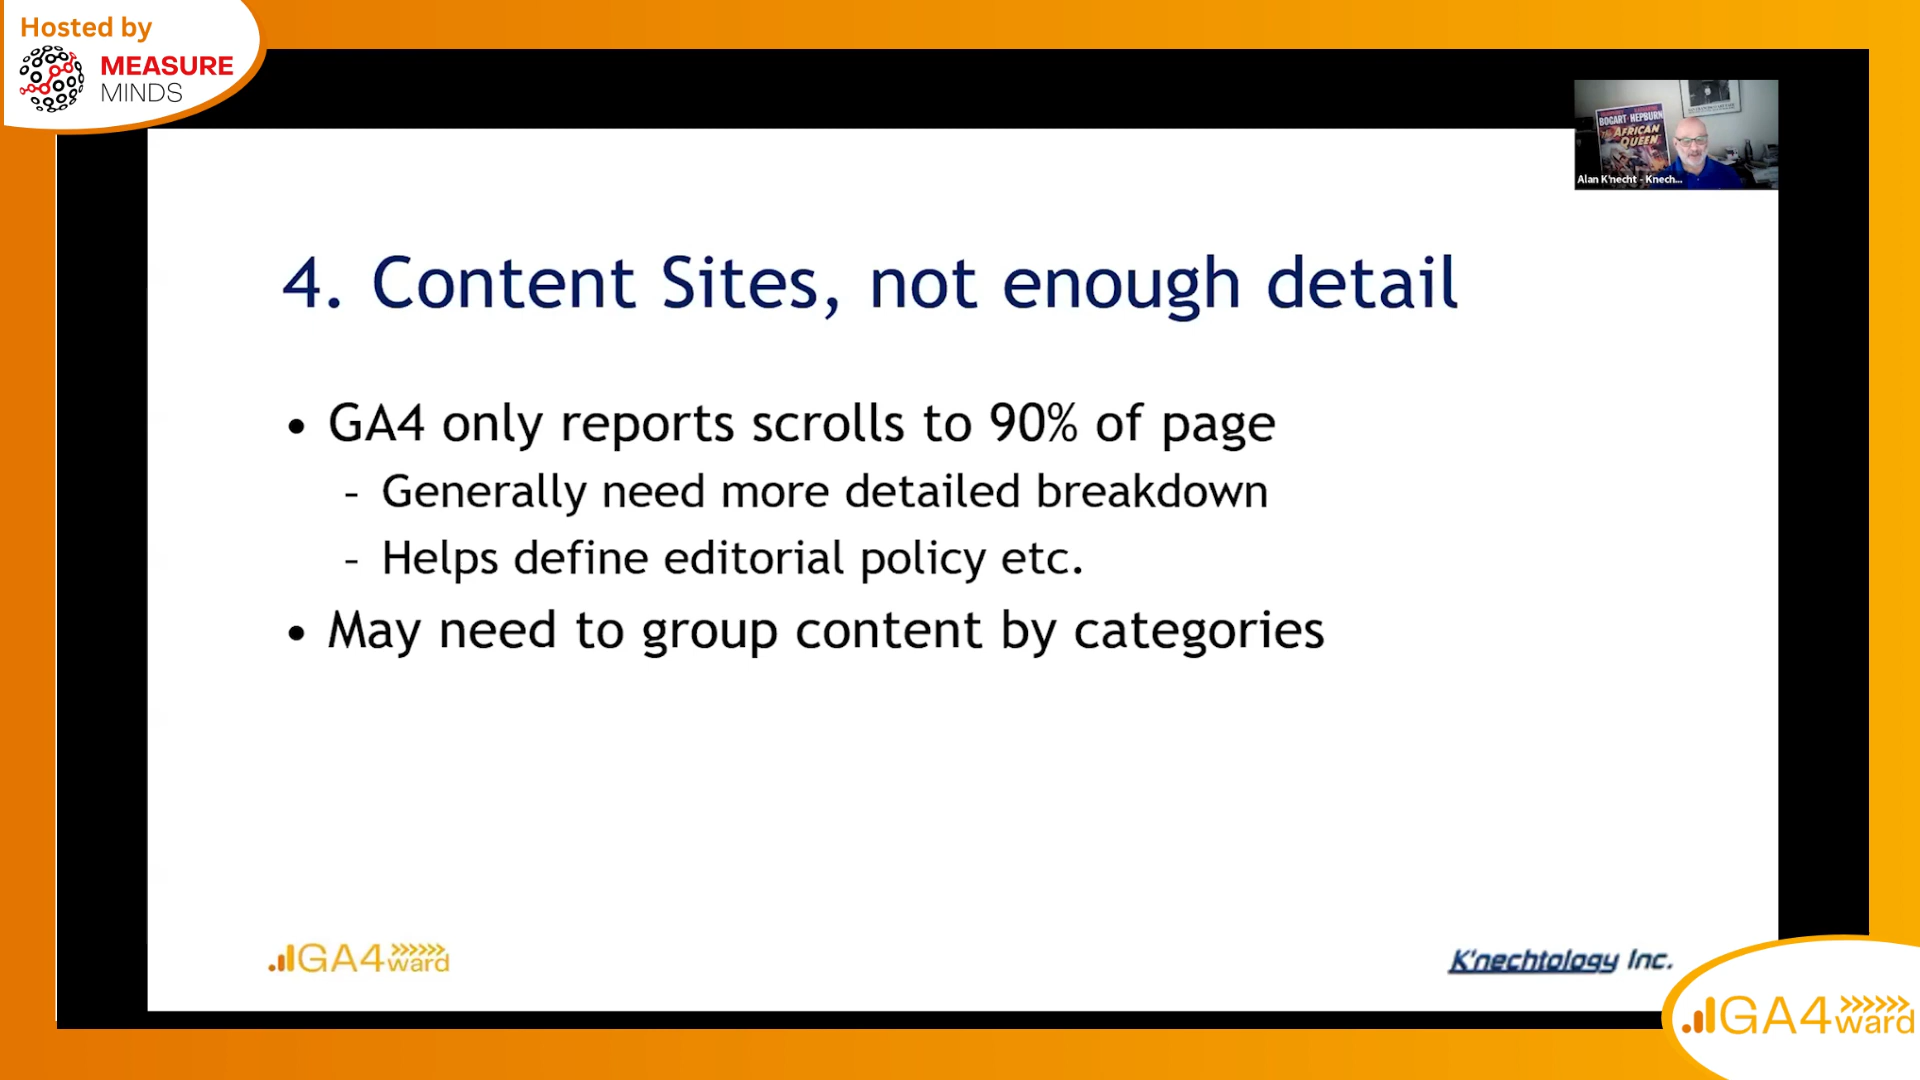 Hosted by
MEASURE
MINDS
BOGART · HEPBURN
AFRICAN
QUEEN
Alan K'necht - Knech...
4. Content Sites, not enough detail
• GA4 only reports scrolls to 90% of page
– Generally need more detailed breakdown
– Helps define editorial policy etc.
• May need to group content by categories
GA4ward
K'nechtology Inc.
GA4ward